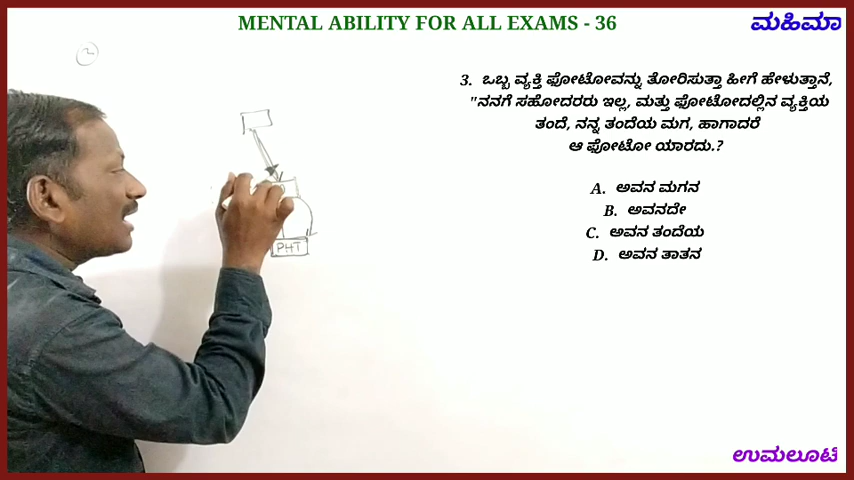 MENTAL ABILITY FOR ALL EXAMS - 36
ಮಹಿಮಾ
3. ಒಬ್ಬ ವ್ಯಕ್ತಿ ಫೋಟೋವನ್ನು ತೋರಿಸುತ್ತಾ ಹೀಗೆ ಹೇಳುತ್ತಾನೆ,
"ನನಗೆ ಸಹೋದರರು ಇಲ್ಲ, ಮತ್ತು ಫೋಟೋದಲ್ಲಿನ ವ್ಯಕ್ತಿಯ
ತಂದೆ, ನನ್ನ ತಂದೆಯ ಮಗ, ಹಾಗಾದರೆ
ಆ ಫೋಟೋ ಯಾರದು.?
A. ಅವನ ಮಗನ
B. ಅವನದೇ
C. ಅವನ ತಂದೆಯ
D. ಅವನ ತಾತನ
PHT
ಉಮಲೂಟಿ